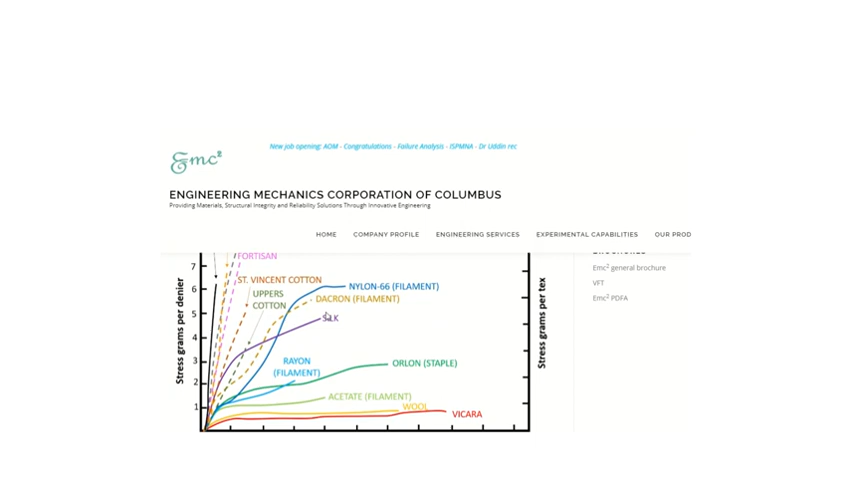 New job opening: AOM - Congratulations - Failure Analysis - ISPMNA - Dr Uddin rec
Emc²
ENGINEERING MECHANICS CORPORATION OF COLUMBUS
Providing Materials, Structural Integrity and Reliability Solutions Through Innovative Engineering
HOME COMPANY PROFILE ENGINEERING SERVICES EXPERIMENTAL CAPABILITIES OUR PROD
FORTISAN
Emc² general brochure
VFT
Emc² PDFA
7
6
5
4
3
2
1
Stress grams per denier
ST. VINCENT COTTON
UPPERS
COTTON
NYLON-66 (FILAMENT)
DACRON (FILAMENT)
SILK
RAYON
(FILAMENT)
ORLON (STAPLE)
ACETATE (FILAMENT)
WOOL
VICARA
Stress grams per tex